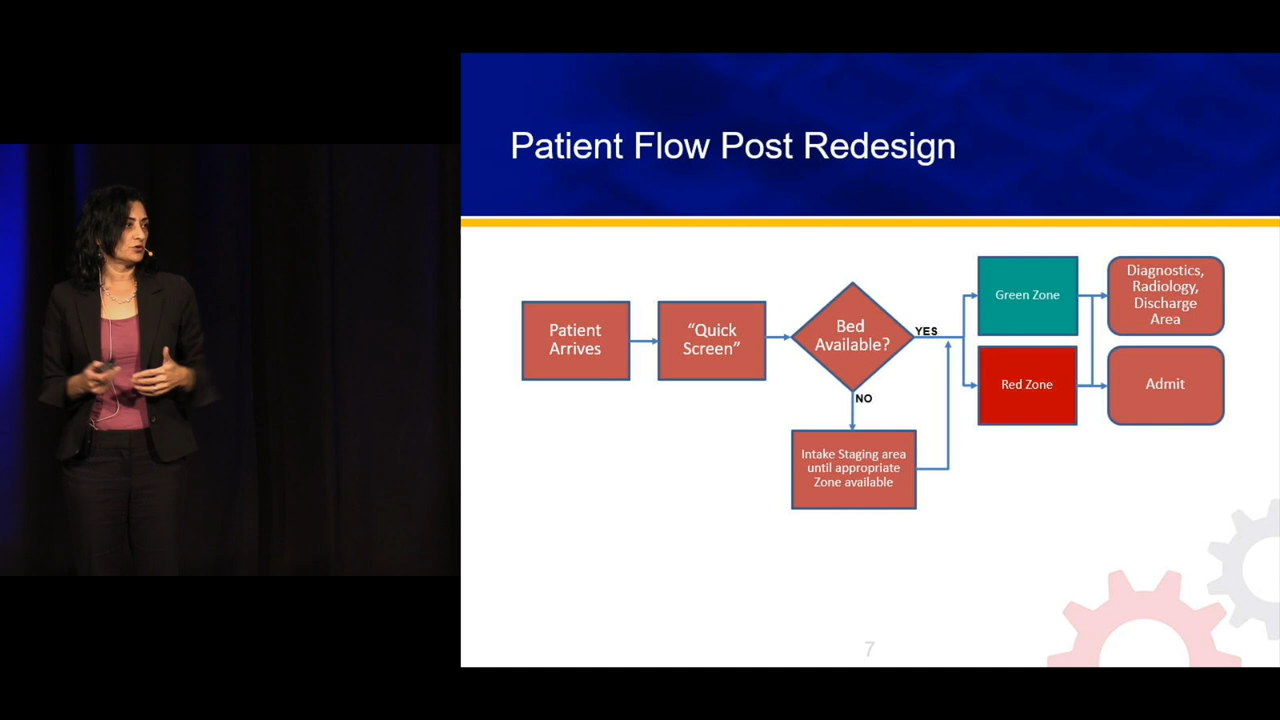 Patient Flow Post Redesign
Patient
Arrives
“Quick
Screen”
Bed
Available?
YES
NO
Intake Staging area
until appropriate
Zone available
Green Zone
Red Zone
Diagnostics,
Radiology,
Discharge
Area
Admit
7